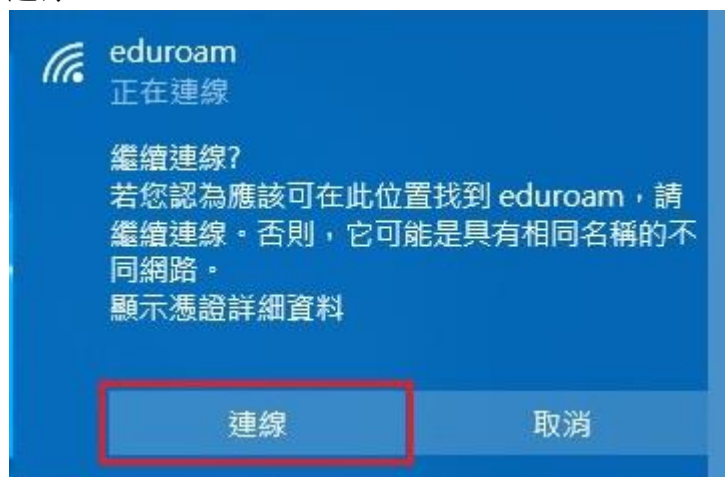 eduroam
正在連線
繼續連線?
若您認為應該可在此位置找到 eduroam，請
繼續連線。否則，它可能是具有相同名稱的不
同網路。
顯示憑證詳細資料
連線
取消